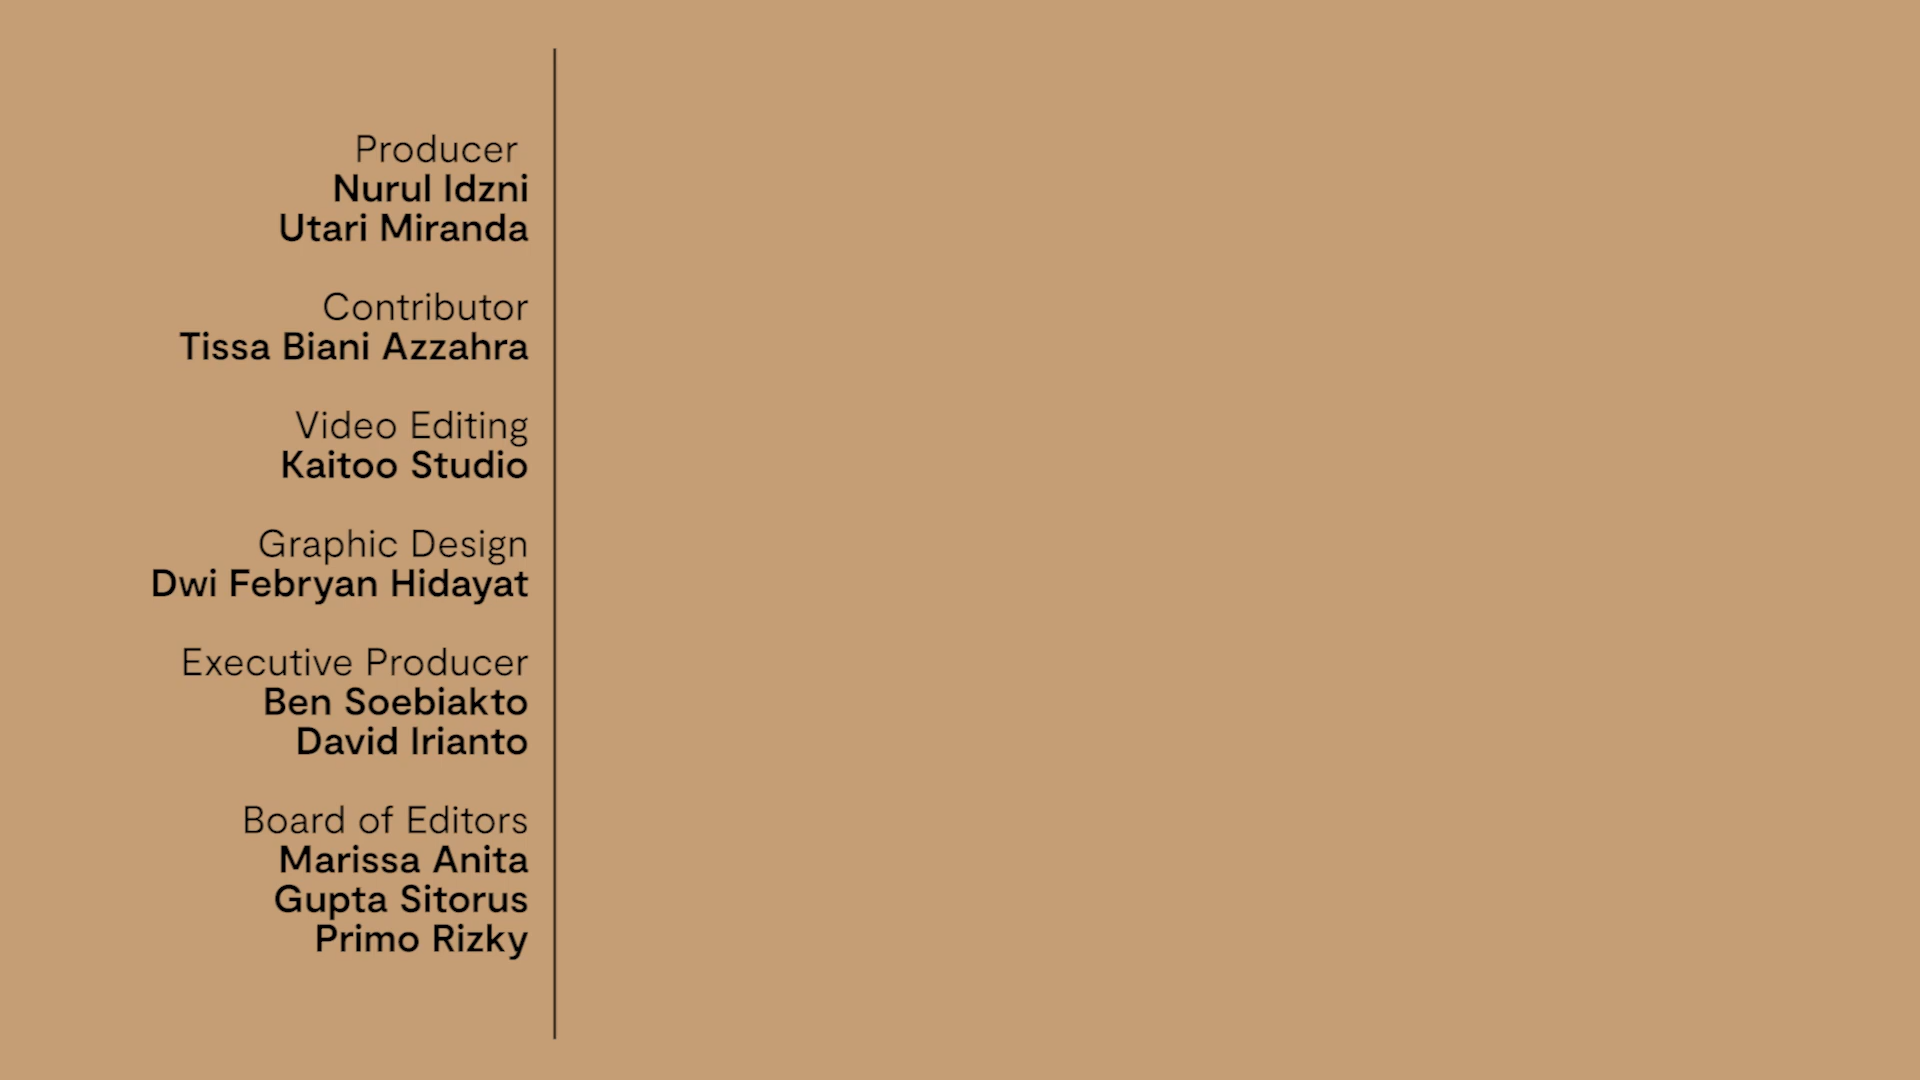 Producer
Nurul Idzni
Utari Miranda
Contributor
Tissa Biani Azzahra
Video Editing
Kaitoo Studio
Graphic Design
Dwi Febryan Hidayat
Executive Producer
Ben Soebiakto
David Irianto
Board of Editors
Marissa Anita
Gupta Sitorus
Primo Rizky